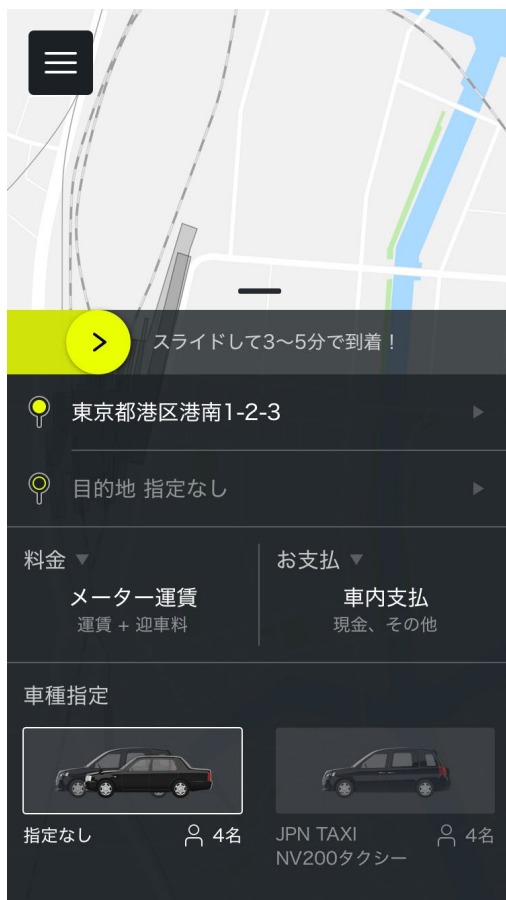 スライドして3〜5分で到着！
東京都港区港南1-2-3
目的地 指定なし
料金
お支払
メーター運賃
車内支払
運賃 + 迎車料
現金、その他
車種指定
指定なし
4名
JPN TAXI
4名
NV200タクシー